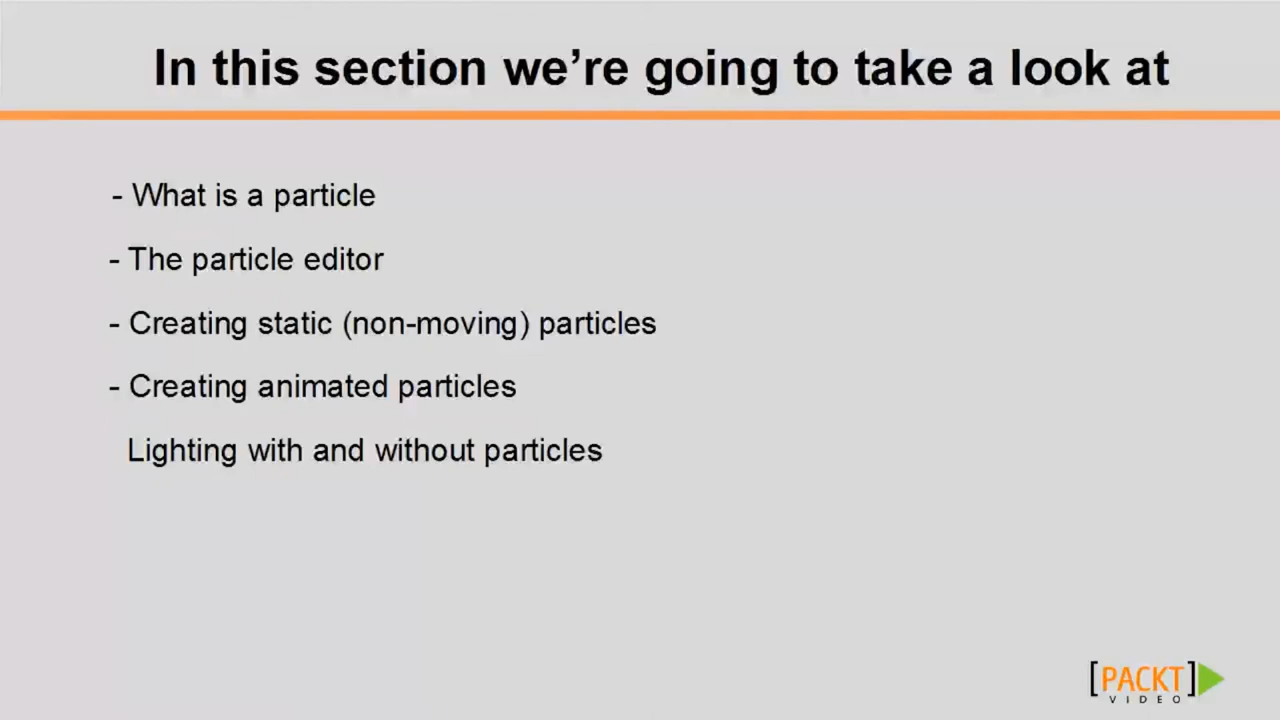 In this section we're going to take a look at
- What is a particle
- The particle editor
- Creating static (non-moving) particles
- Creating animated particles
Lighting with and without particles
[PACKT]
VIDEO